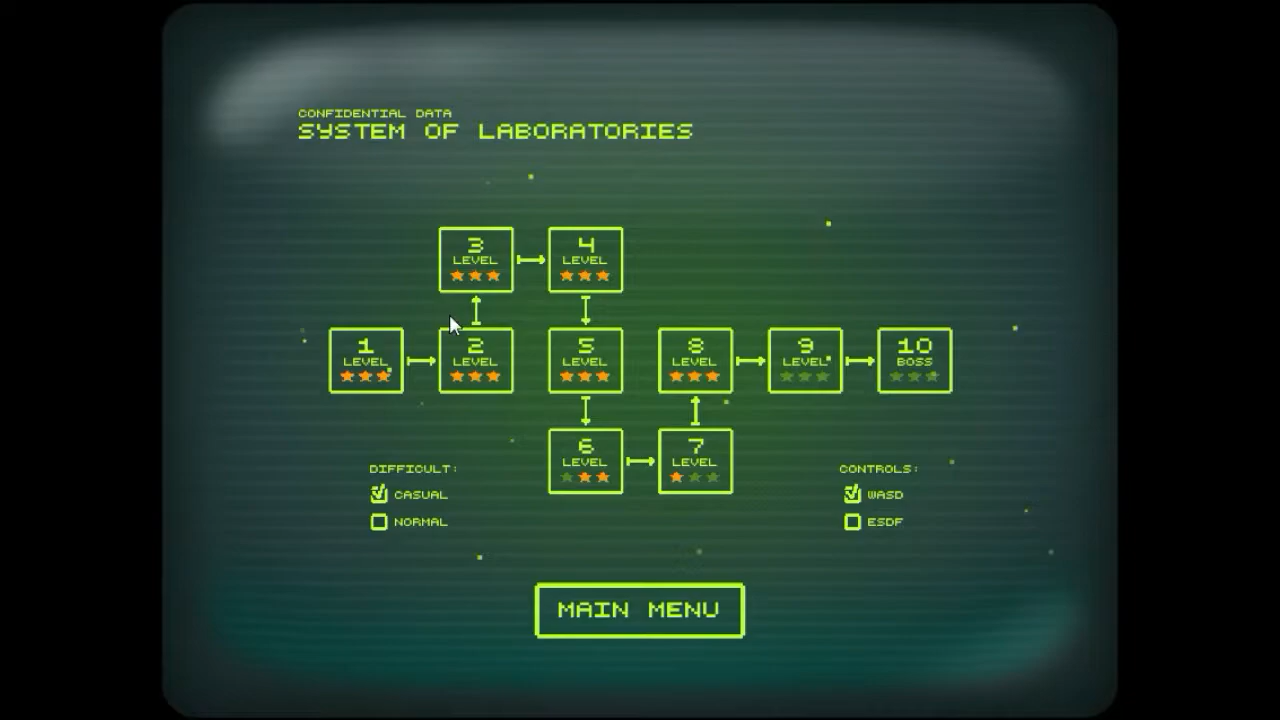 CONFIDENTIAL DATA
SYSTEM OF LABORATORIES
3
LEVEL
4
LEVEL
1
LEVEL
2
LEVEL
5
LEVEL
8
LEVEL
9
LEVEL
10
BOSS
6
LEVEL
7
LEVEL
DIFFICULT:
CASUAL
NORMAL
CONTROLS:
WASD
ESDF
MAIN MENU